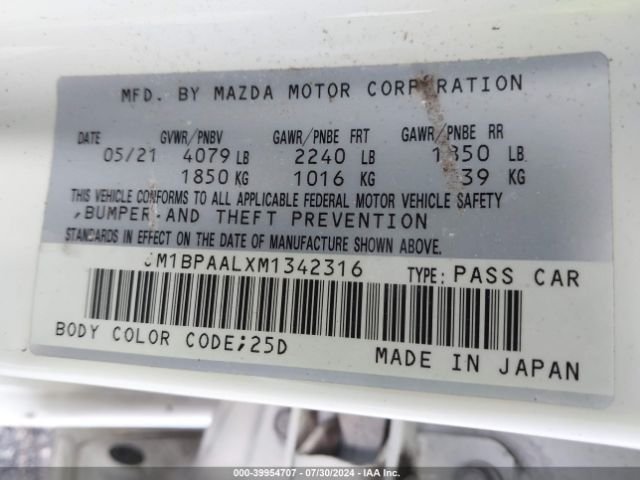 MFD. BY MAZDA MOTOR CORPORATION
DATE GVWR/PNBV GAWR/PNBE FRT GAWR/PNBE RR
05/21 4079 LB 2240 LB 1850 LB
1850 KG 1016 KG 39 KG
THIS VEHICLE CONFORMS TO ALL APPLICABLE FEDERAL MOTOR VEHICLE SAFETY
,BUMPER,AND THEFT PREVENTION
STANDARDS IN EFFECT ON THE DATE OF MANUFACTURE SHOWN ABOVE.
JM1BPAALXM1342316 TYPE: PASS CAR
BODY COLOR CODE;25D
MADE IN JAPAN
000-39954707 - 07/30/2024 - IAA Inc.